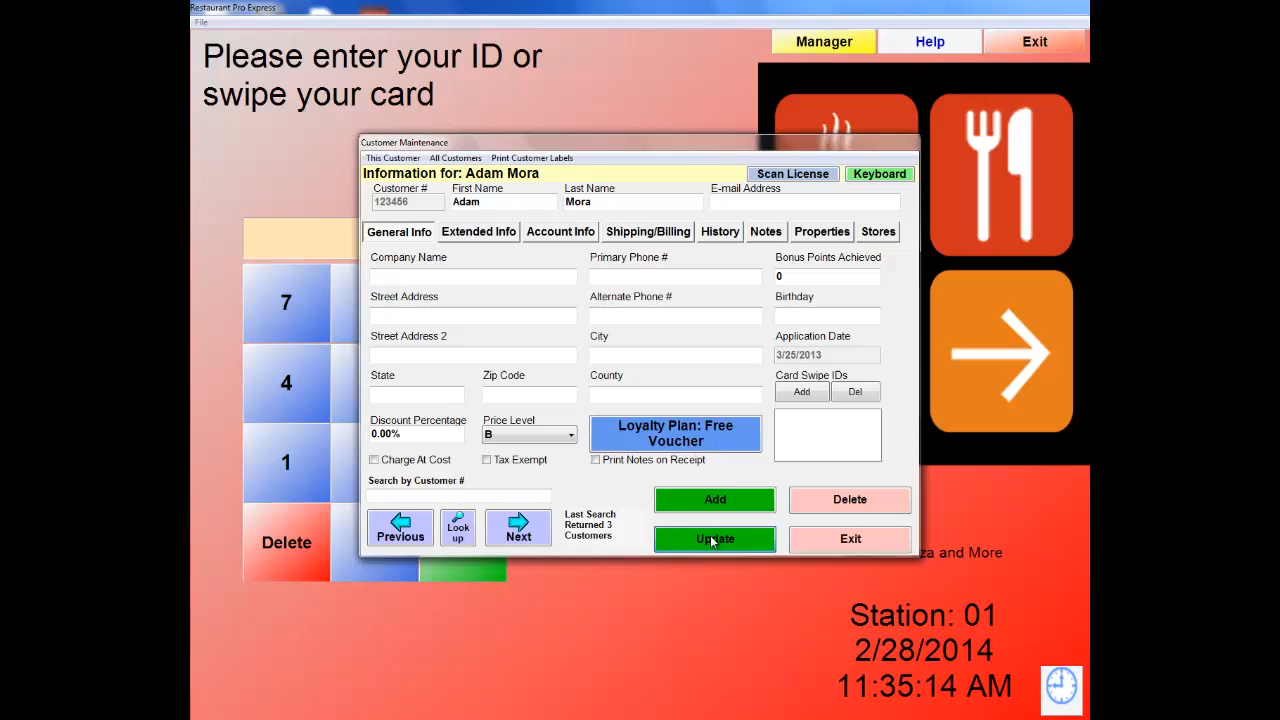 Restaurant Pro Express
File
Please enter your ID or
swipe your card
Manager
Help
Exit
Customer Maintenance
This Customer
All Customers
Print Customer Labels
Information for: Adam Mora
Scan License
Keyboard
Customer #
First Name
Last Name
E-mail Address
123456
Adam
Mora
General Info
Extended Info
Account Info
Shipping/Billing
History
Notes
Properties
Stores
Company Name
Primary Phone #
Bonus Points Achieved
0
Street Address
Alternate Phone #
Birthday
Street Address 2
City
Application Date
3/25/2013
State
Zip Code
County
Card Swipe IDs
Add
Del
Discount Percentage
Price Level
0.00%
B
Loyalty Plan: Free
Voucher
Charge At Cost
Tax Exempt
Print Notes on Receipt
Search by Customer #
Add
Delete
Previous
Look
up
Next
Last Search
Returned 3
Customers
Update
Exit
7
4
1
Delete
za and More
Station: 01
2/28/2014
11:35:14 AM